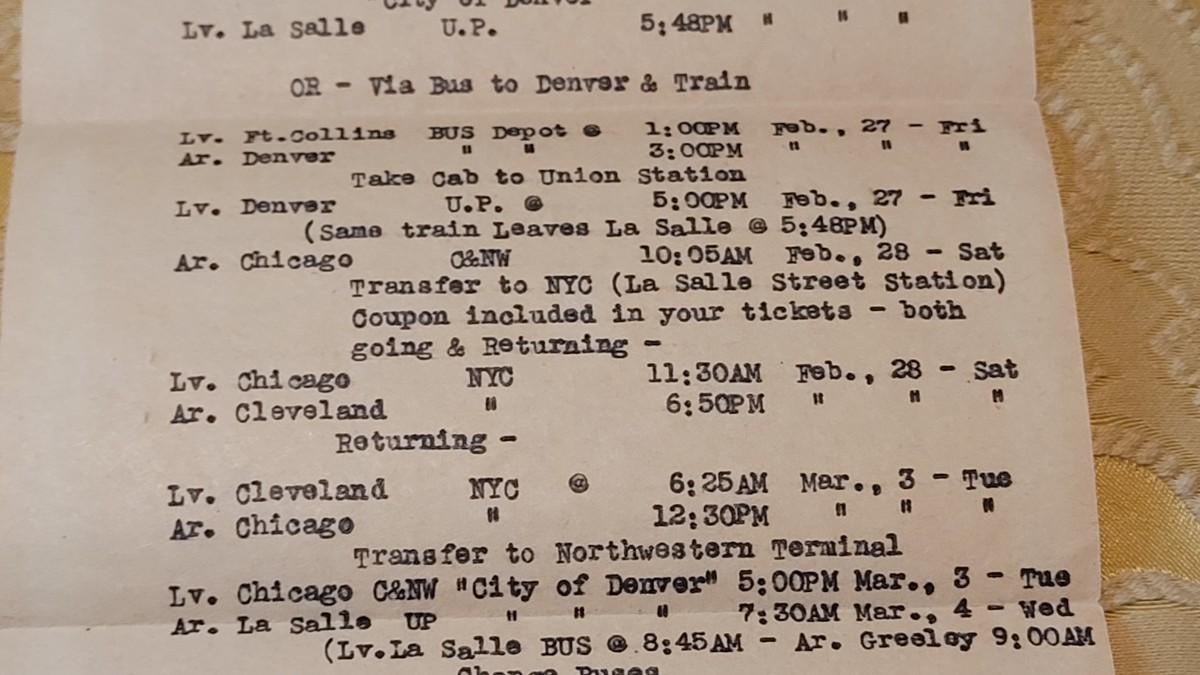 "City of Denver
Lv. La Salle U.P. 5:48PM " " "
OR - Via Bus to Denver & Train
Lv. Ft.Collins BUS Depot @ 1:00PM Feb., 27 - Fri
Ar. Denver " " 3:00PM " " "
Take Cab to Union Station
Lv. Denver U.P. @ 5:00PM Feb., 27 - Fri
(Same train Leaves La Salle @ 5:48PM)
Ar. Chicago C&NW 10:05AM Feb., 28 - Sat
Transfer to NYC (La Salle Street Station)
Coupon included in your tickets - both
going & Returning -
Lv. Chicago NYC 11:30AM Feb., 28 - Sat
Ar. Cleveland " 6:50PM " " "
Returning -
Lv. Cleveland NYC @ 6:25AM Mar., 3 - Tue
Ar. Chicago " 12:30PM " " "
Transfer to Northwestern Terminal
Lv. Chicago C&NW "City of Denver" 5:00PM Mar., 3 - Tue
Ar. La Salle UP " " " 7:30AM Mar., 4 - Wed
(Lv.La Salle BUS @ 8:45AM - Ar. Greeley 9:00AM
Change Buses